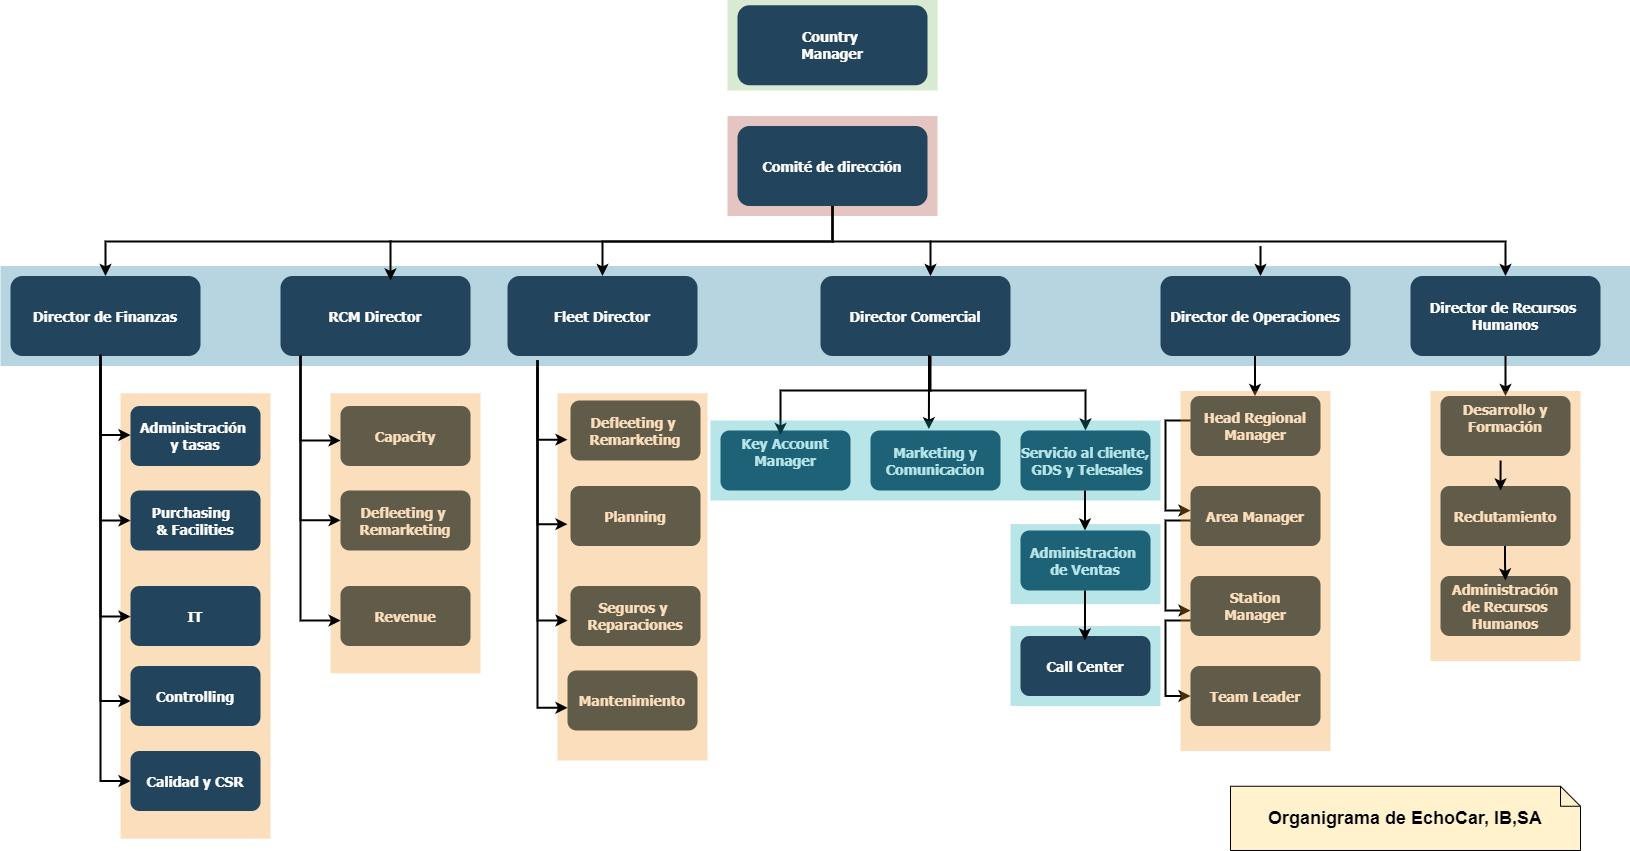 Country
Manager
Comité de dirección
Director de Finanzas
RCM Director
Fleet Director
Director Comercial
Director de Operaciones
Director de Recursos
Humanos
Administración
y tasas
Purchasing
& Facilities
IT
Controlling
Calidad y CSR
Capacity
Defleeting y
Remarketing
Revenue
Defleeting y
Remarketing
Planning
Seguros y
Reparaciones
Mantenimiento
Key Account
Manager
Marketing y
Comunicacion
Servicio al cliente,
GDS y Telesales
Administracion
de Ventas
Call Center
Head Regional
Manager
Area Manager
Station
Manager
Team Leader
Desarrollo y
Formación
Reclutamiento
Administración
de Recursos
Humanos
Organigrama de EchoCar, IB,SA